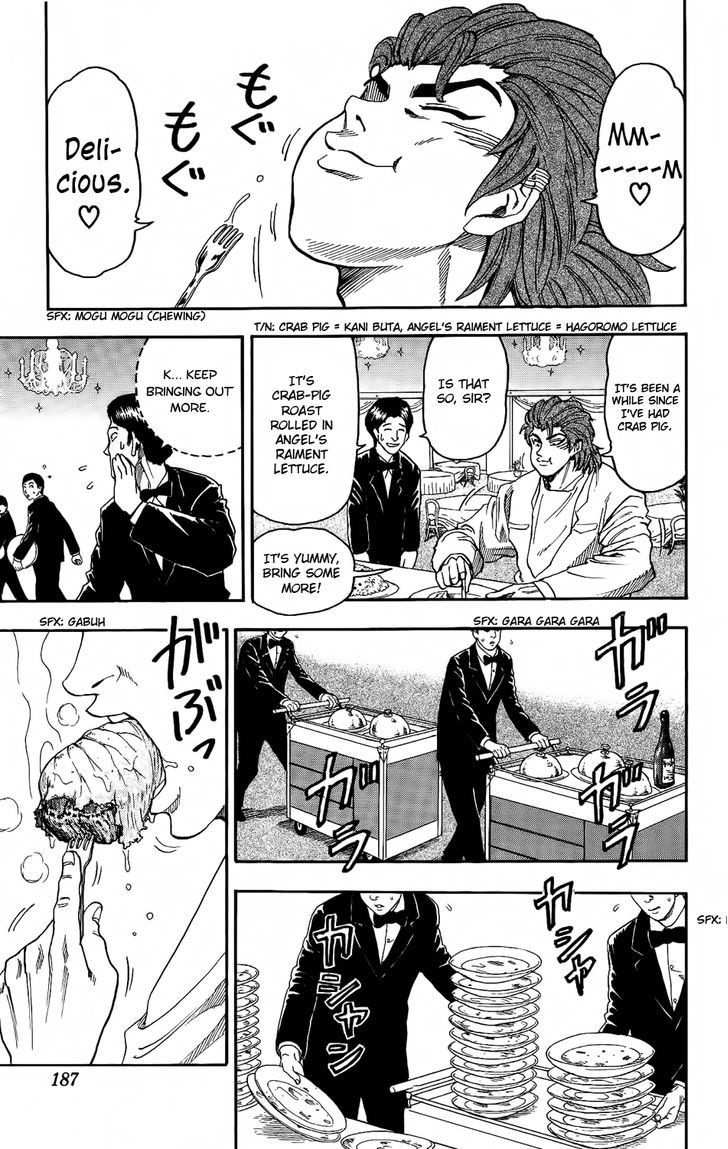 Mm-
-----M
♡
Deli-
cious.
♡
もぐ
もぐ
SFX: MOGU MOGU (CHEWING)
T/N: CRAB PIG = KANI BUTA, ANGEL'S RAIMENT LETTUCE = HAGOROMO LETTUCE
IT'S BEEN A
WHILE SINCE
I'VE HAD
CRAB PIG.
IS THAT
SO, SIR?
IT'S
CRAB-PIG
ROAST
ROLLED IN
ANGEL'S
RAIMENT
LETTUCE.
IT'S YUMMY,
BRING SOME
MORE!
K... KEEP
BRINGING OUT
MORE.
SFX: GARA GARA GARA
ガラ
ガラ
SFX: GABUH
がぶっ
カシャ
カシャン
SFX:
187